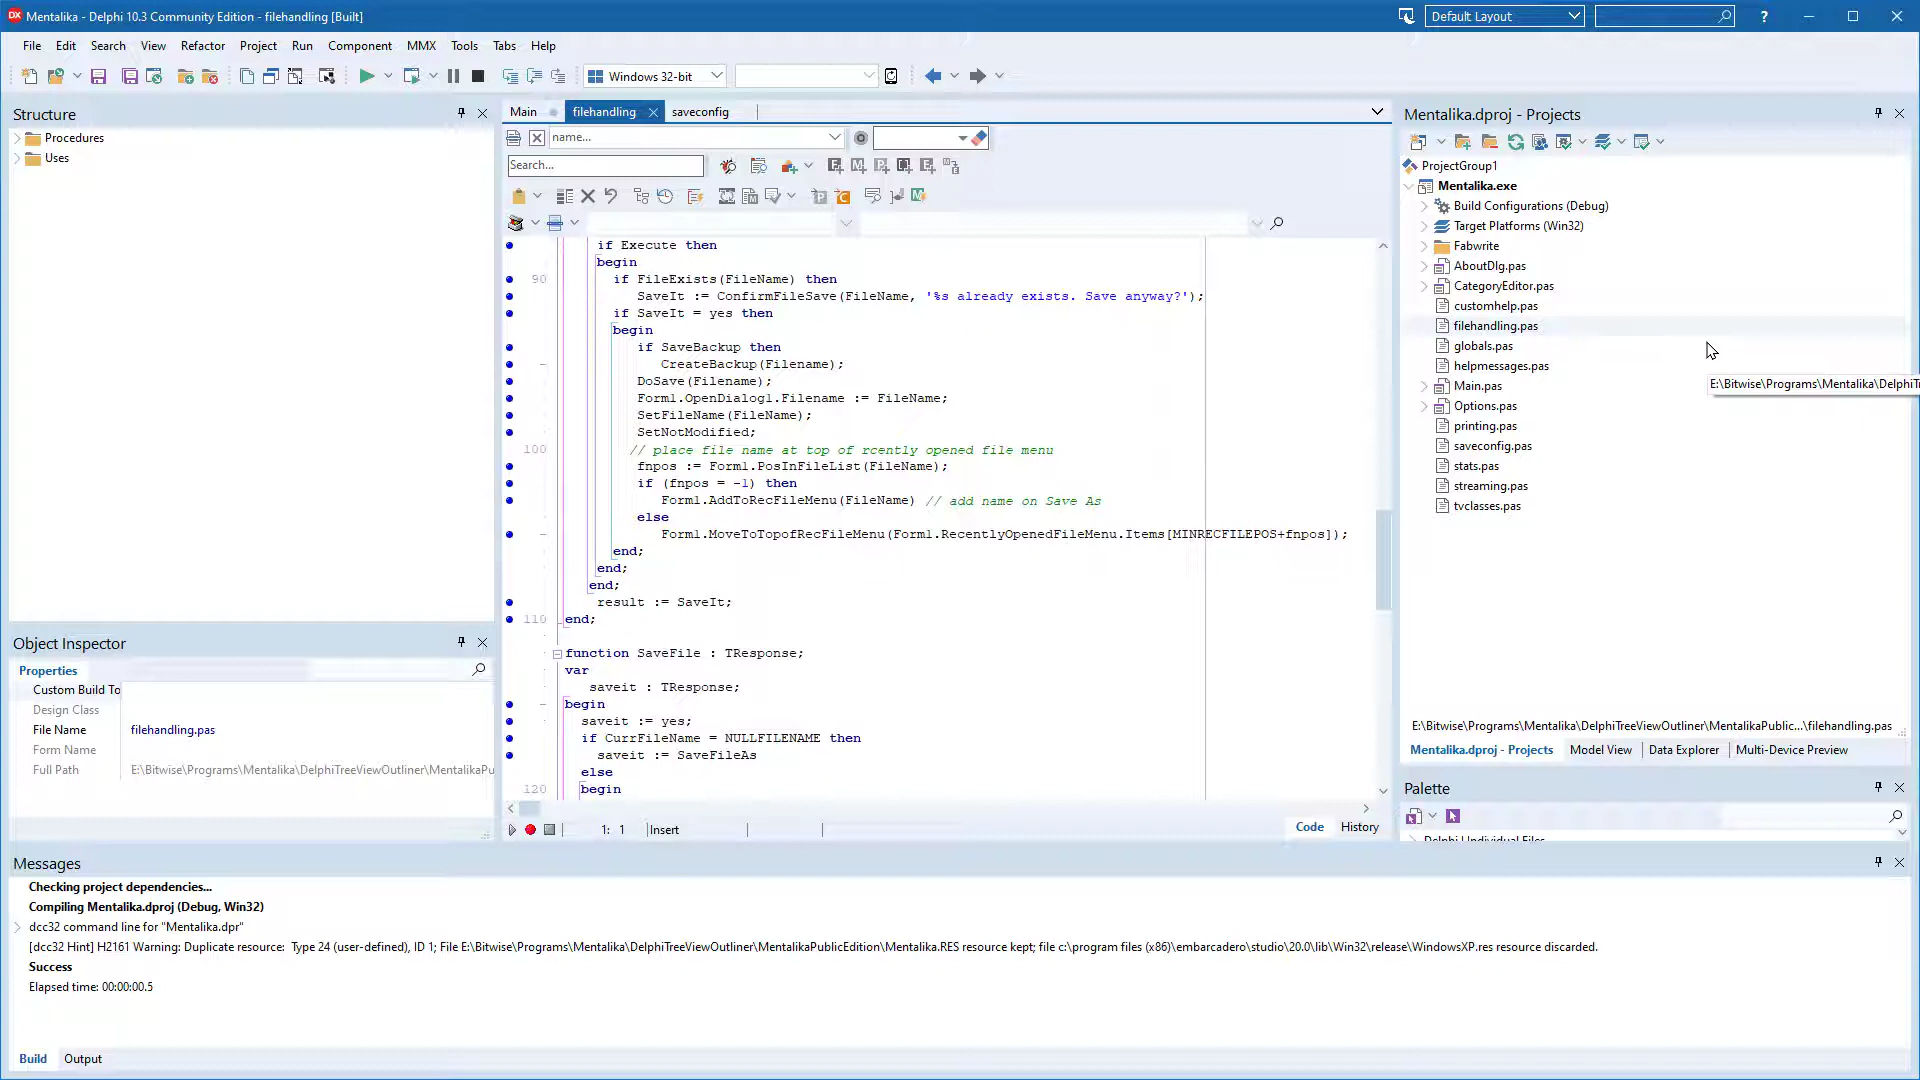 Mentalika - Delphi 10.3 Community Edition - filehandling [Built]
Default Layout
?
File Edit Search View Refactor Project Run Component MMX Tools Tabs Help
Windows 32-bit
Structure
Procedures
Uses
Main filehandling saveconfig
name...
Search...
if Execute then
begin
90 if FileExists(FileName) then
SaveIt := ConfirmFileSave(FileName, '%s already exists. Save anyway?');
if SaveIt = yes then
begin
if SaveBackup then
CreateBackup(Filename);
DoSave(Filename);
Form1.OpenDialog1.Filename := FileName;
SetFileName(FileName);
SetNotModified;
100 // place file name at top of rcently opened file menu
fnpos := Form1.PosInFileList(FileName);
if (fnpos = -1) then
Form1.AddToRecFileMenu(FileName) // add name on Save As
else
Form1.MoveToTopofRecFileMenu(Form1.RecentlyOpenedFileMenu.Items[MINRECFILEPOS+fnpos]);
end;
end;
end;
result := SaveIt;
110 end;
function SaveFile : TResponse;
var
saveit : TResponse;
begin
saveit := yes;
if CurrFileName = NULLFILENAME then
saveit := SaveFileAs
else
120 begin
1: 1 Insert
Code History
Object Inspector
Properties
Custom Build To
Design Class
File Name filehandling.pas
Form Name
Full Path E:\Bitwise\Programs\Mentalika\DelphiTreeViewOutliner\MentalikaPu
Mentalika.dproj - Projects
ProjectGroup1
Mentalika.exe
Build Configurations (Debug)
Target Platforms (Win32)
Fabwrite
AboutDlg.pas
CategoryEditor.pas
customhelp.pas
filehandling.pas
globals.pas
helpmessages.pas
Main.pas
E:\Bitwise\Programs\Mentalika\DelphiTr
Options.pas
printing.pas
saveconfig.pas
stats.pas
streaming.pas
tvclasses.pas
E:\Bitwise\Programs\Mentalika\DelphiTreeViewOutliner\MentalikaPublic...\filehandling.pas
Mentalika.dproj - Projects Model View Data Explorer Multi-Device Preview
Palette
Delphi | Individual Files
Messages
Checking project dependencies...
Compiling Mentalika.dproj (Debug, Win32)
dcc32 command line for "Mentalika.dpr"
[dcc32 Hint] H2161 Warning: Duplicate resource: Type 24 (user-defined), ID 1; File E:\Bitwise\Programs\Mentalika\DelphiTreeViewOutliner\MentalikaPublicEdition\Mentalika.RES resource kept; file c:\program files (x86)\embarcadero\studio\20.0\lib\Win32\release\WindowsXP.res resource discarded.
Success
Elapsed time: 00:00:00.5
Build Output